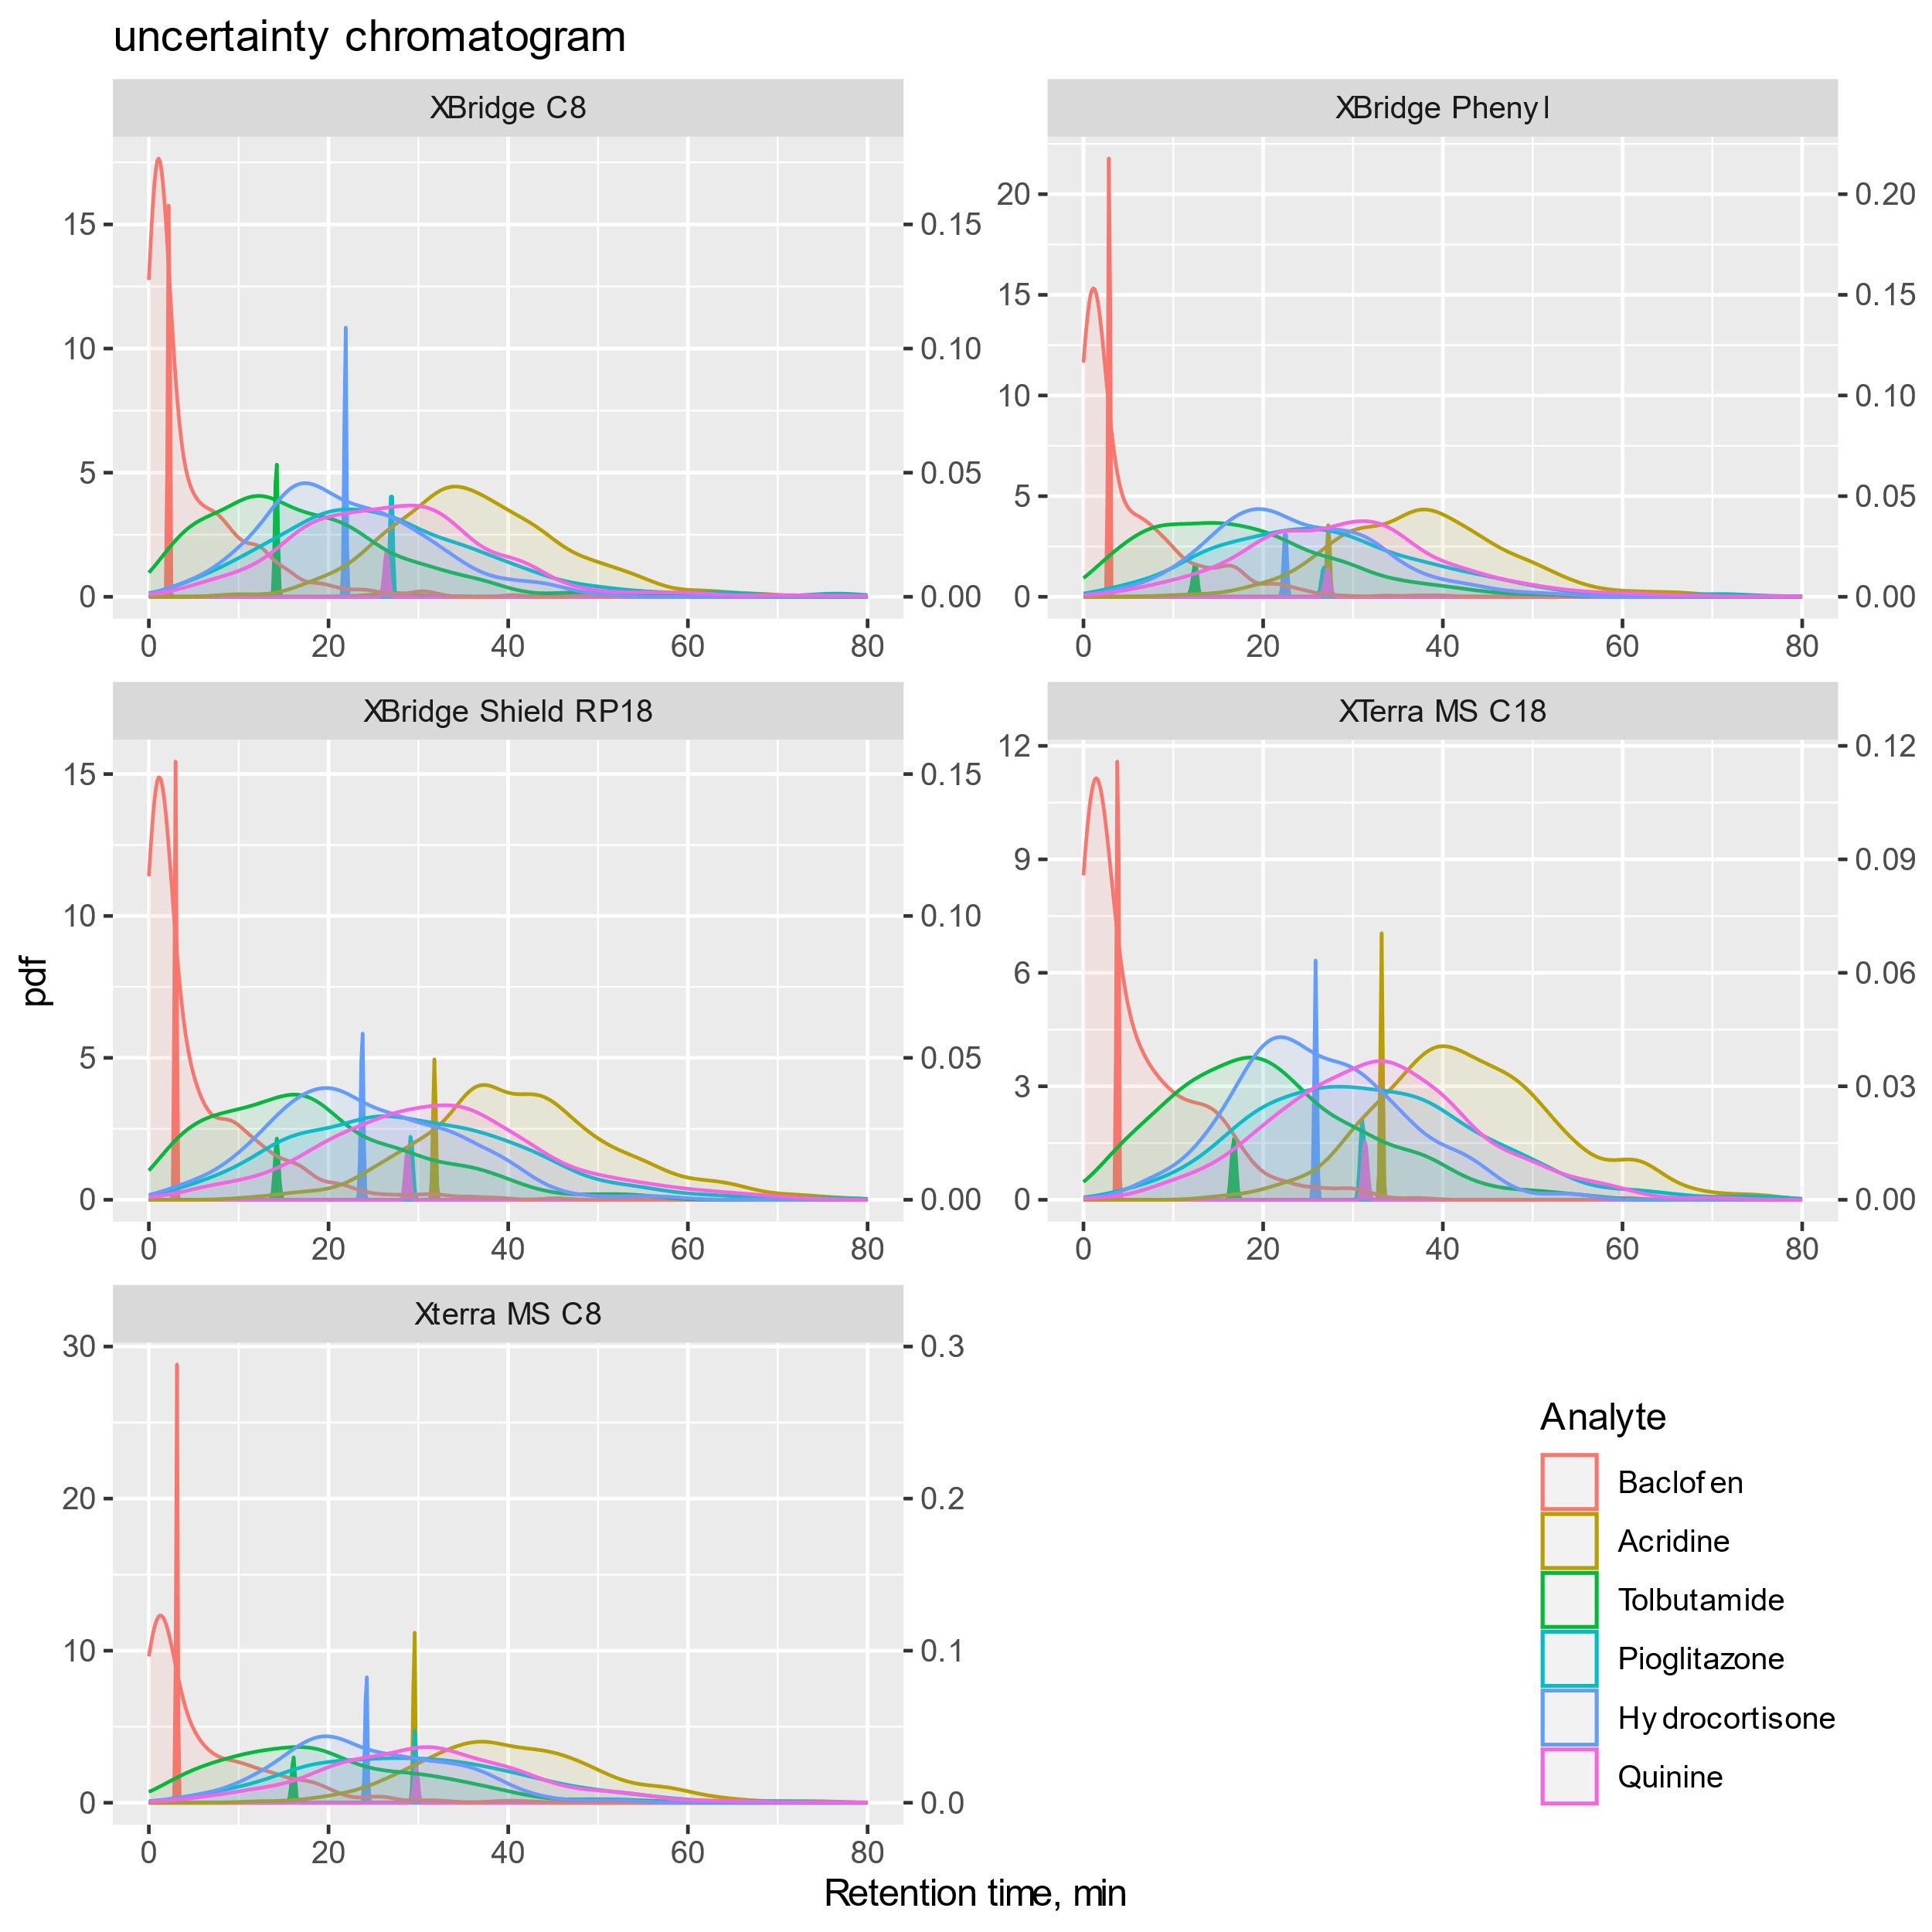 uncertainty chromatogram
XBridge C8
XBridge Phenyl
15
10
5
0
0.15
0.10
0.05
0.00
20
15
10
5
0
0.20
0.15
0.10
0.05
0.00
0 20 40 60 80
0 20 40 60 80
XBridge Shield RP18
XTerra MS C18
15
10
5
0
0.15
0.10
0.05
0.00
12
9
6
3
0
0.12
0.09
0.06
0.03
0.00
0 20 40 60 80
0 20 40 60 80
pdf
Xterra MS C8
30
20
10
0
0.3
0.2
0.1
0.0
0 20 40 60 80
Analyte
Baclofen
Acridine
Tolbutamide
Pioglitazone
Hydrocortisone
Quinine
Retention time, min